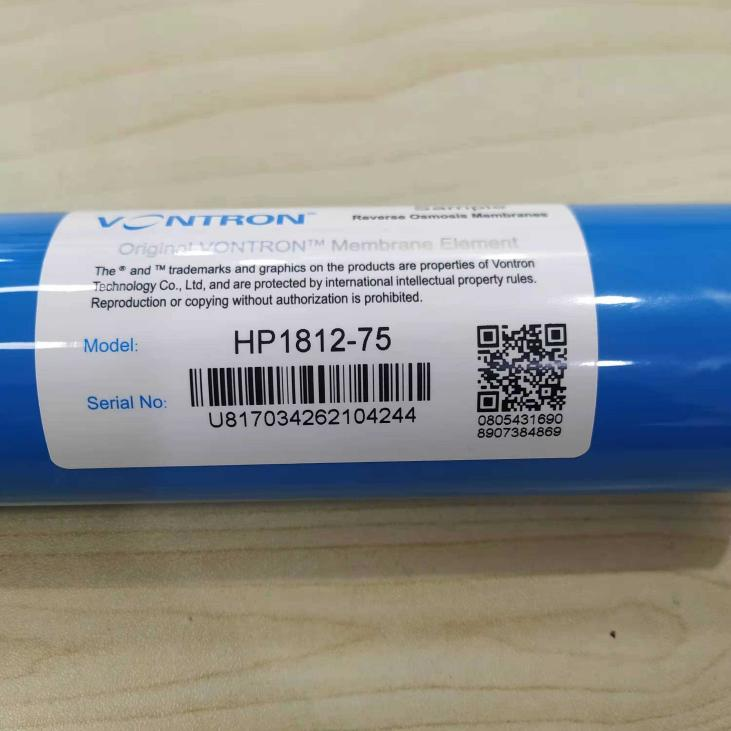 VONTRON™
Sample
Reverse Osmosis Membranes
Original VONTRON™ Membrane Element
The ® and ™ trademarks and graphics on the products are properties of Vontron
Technology Co., Ltd, and are protected by international intellectual property rules.
Reproduction or copying without authorization is prohibited.
Model: HP1812-75
Serial No: U817034262104244
0805431690
8907384869